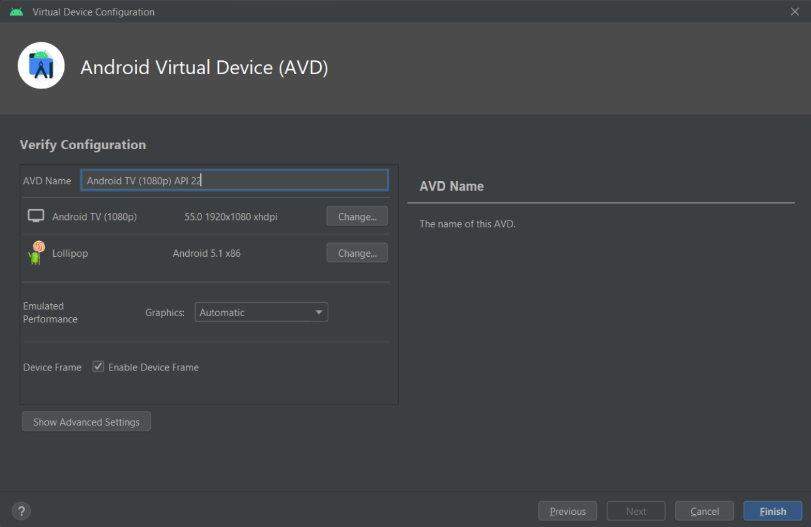 Virtual Device Configuration
Android Virtual Device (AVD)
Verify Configuration
AVD Name Android TV (1080p) API 22
Android TV (1080p) 55.0 1920x1080 xhdpi Change...
Lollipop Android 5.1 x86 Change...
Emulated
Performance
Graphics: Automatic
Device Frame Enable Device Frame
Show Advanced Settings
AVD Name
The name of this AVD.
? Previous Next Cancel Finish